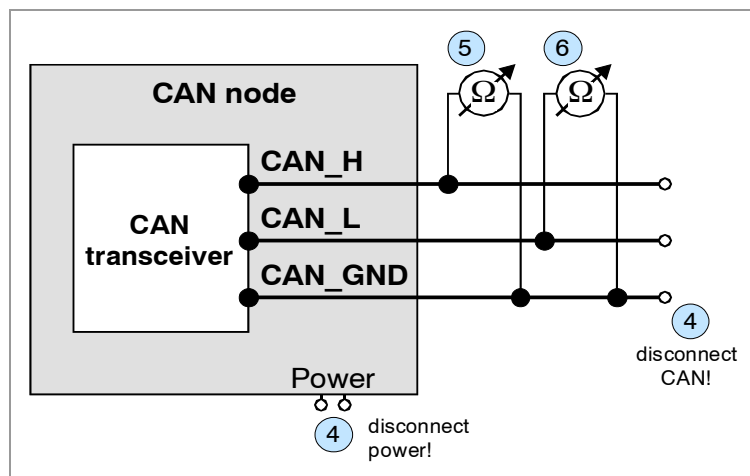 5
6
Ω
Ω
CAN node
CAN_H
CAN
transceiver
CAN_L
CAN_GND
4
disconnect
CAN!
Power
4
disconnect
power!